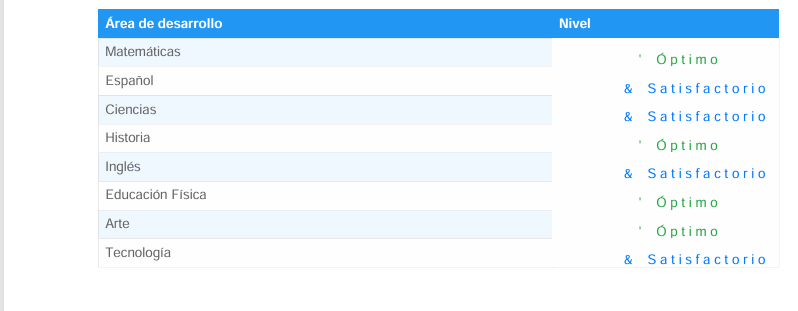 Área de desarrollo Nivel
Matemáticas ' Óptimo
Español & Satisfactorio
Ciencias & Satisfactorio
Historia ' Óptimo
Inglés & Satisfactorio
Educación Física ' Óptimo
Arte ' Óptimo
Tecnología & Satisfactorio